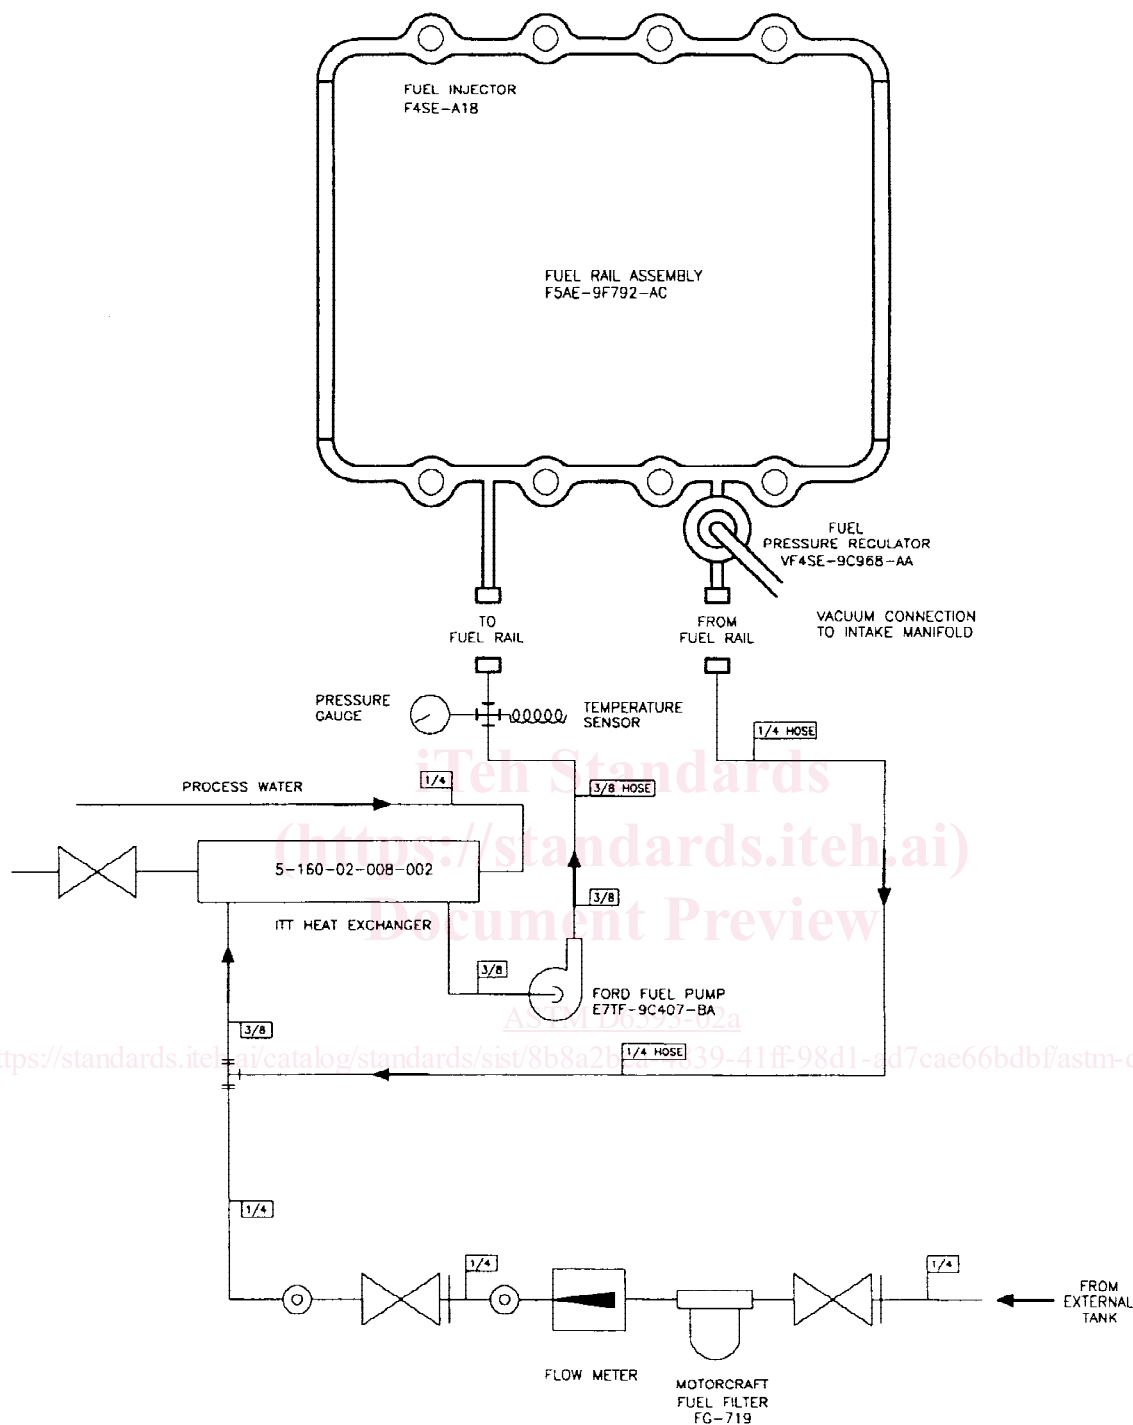 FUEL INJECTOR
F4SE-A18
FUEL RAIL ASSEMBLY
F5AE-9F792-AC
FUEL
PRESSURE REGULATOR
VF4SE-9C968-AA
VACUUM CONNECTION
TO INTAKE MANIFOLD
TO
FUEL RAIL
FROM
FUEL RAIL
PRESSURE
GAUGE
TEMPERATURE
SENSOR
1/4 HOSE
iTeh Standards
PROCESS WATER
1/4
3/8 HOSE
(https://standards.iteh.ai)
5-160-02-008-002
3/8
Document Preview
ITT HEAT EXCHANGER
3/8
FORD FUEL PUMP
E7TF-9C407-BA
ASTM D6593-02a
3/8
1/4 HOSE
1/4
1/4
1/4
FROM
EXTERNAL
TANK
FLOW METER
MOTORCRAFT
FUEL FILTER
FG-719